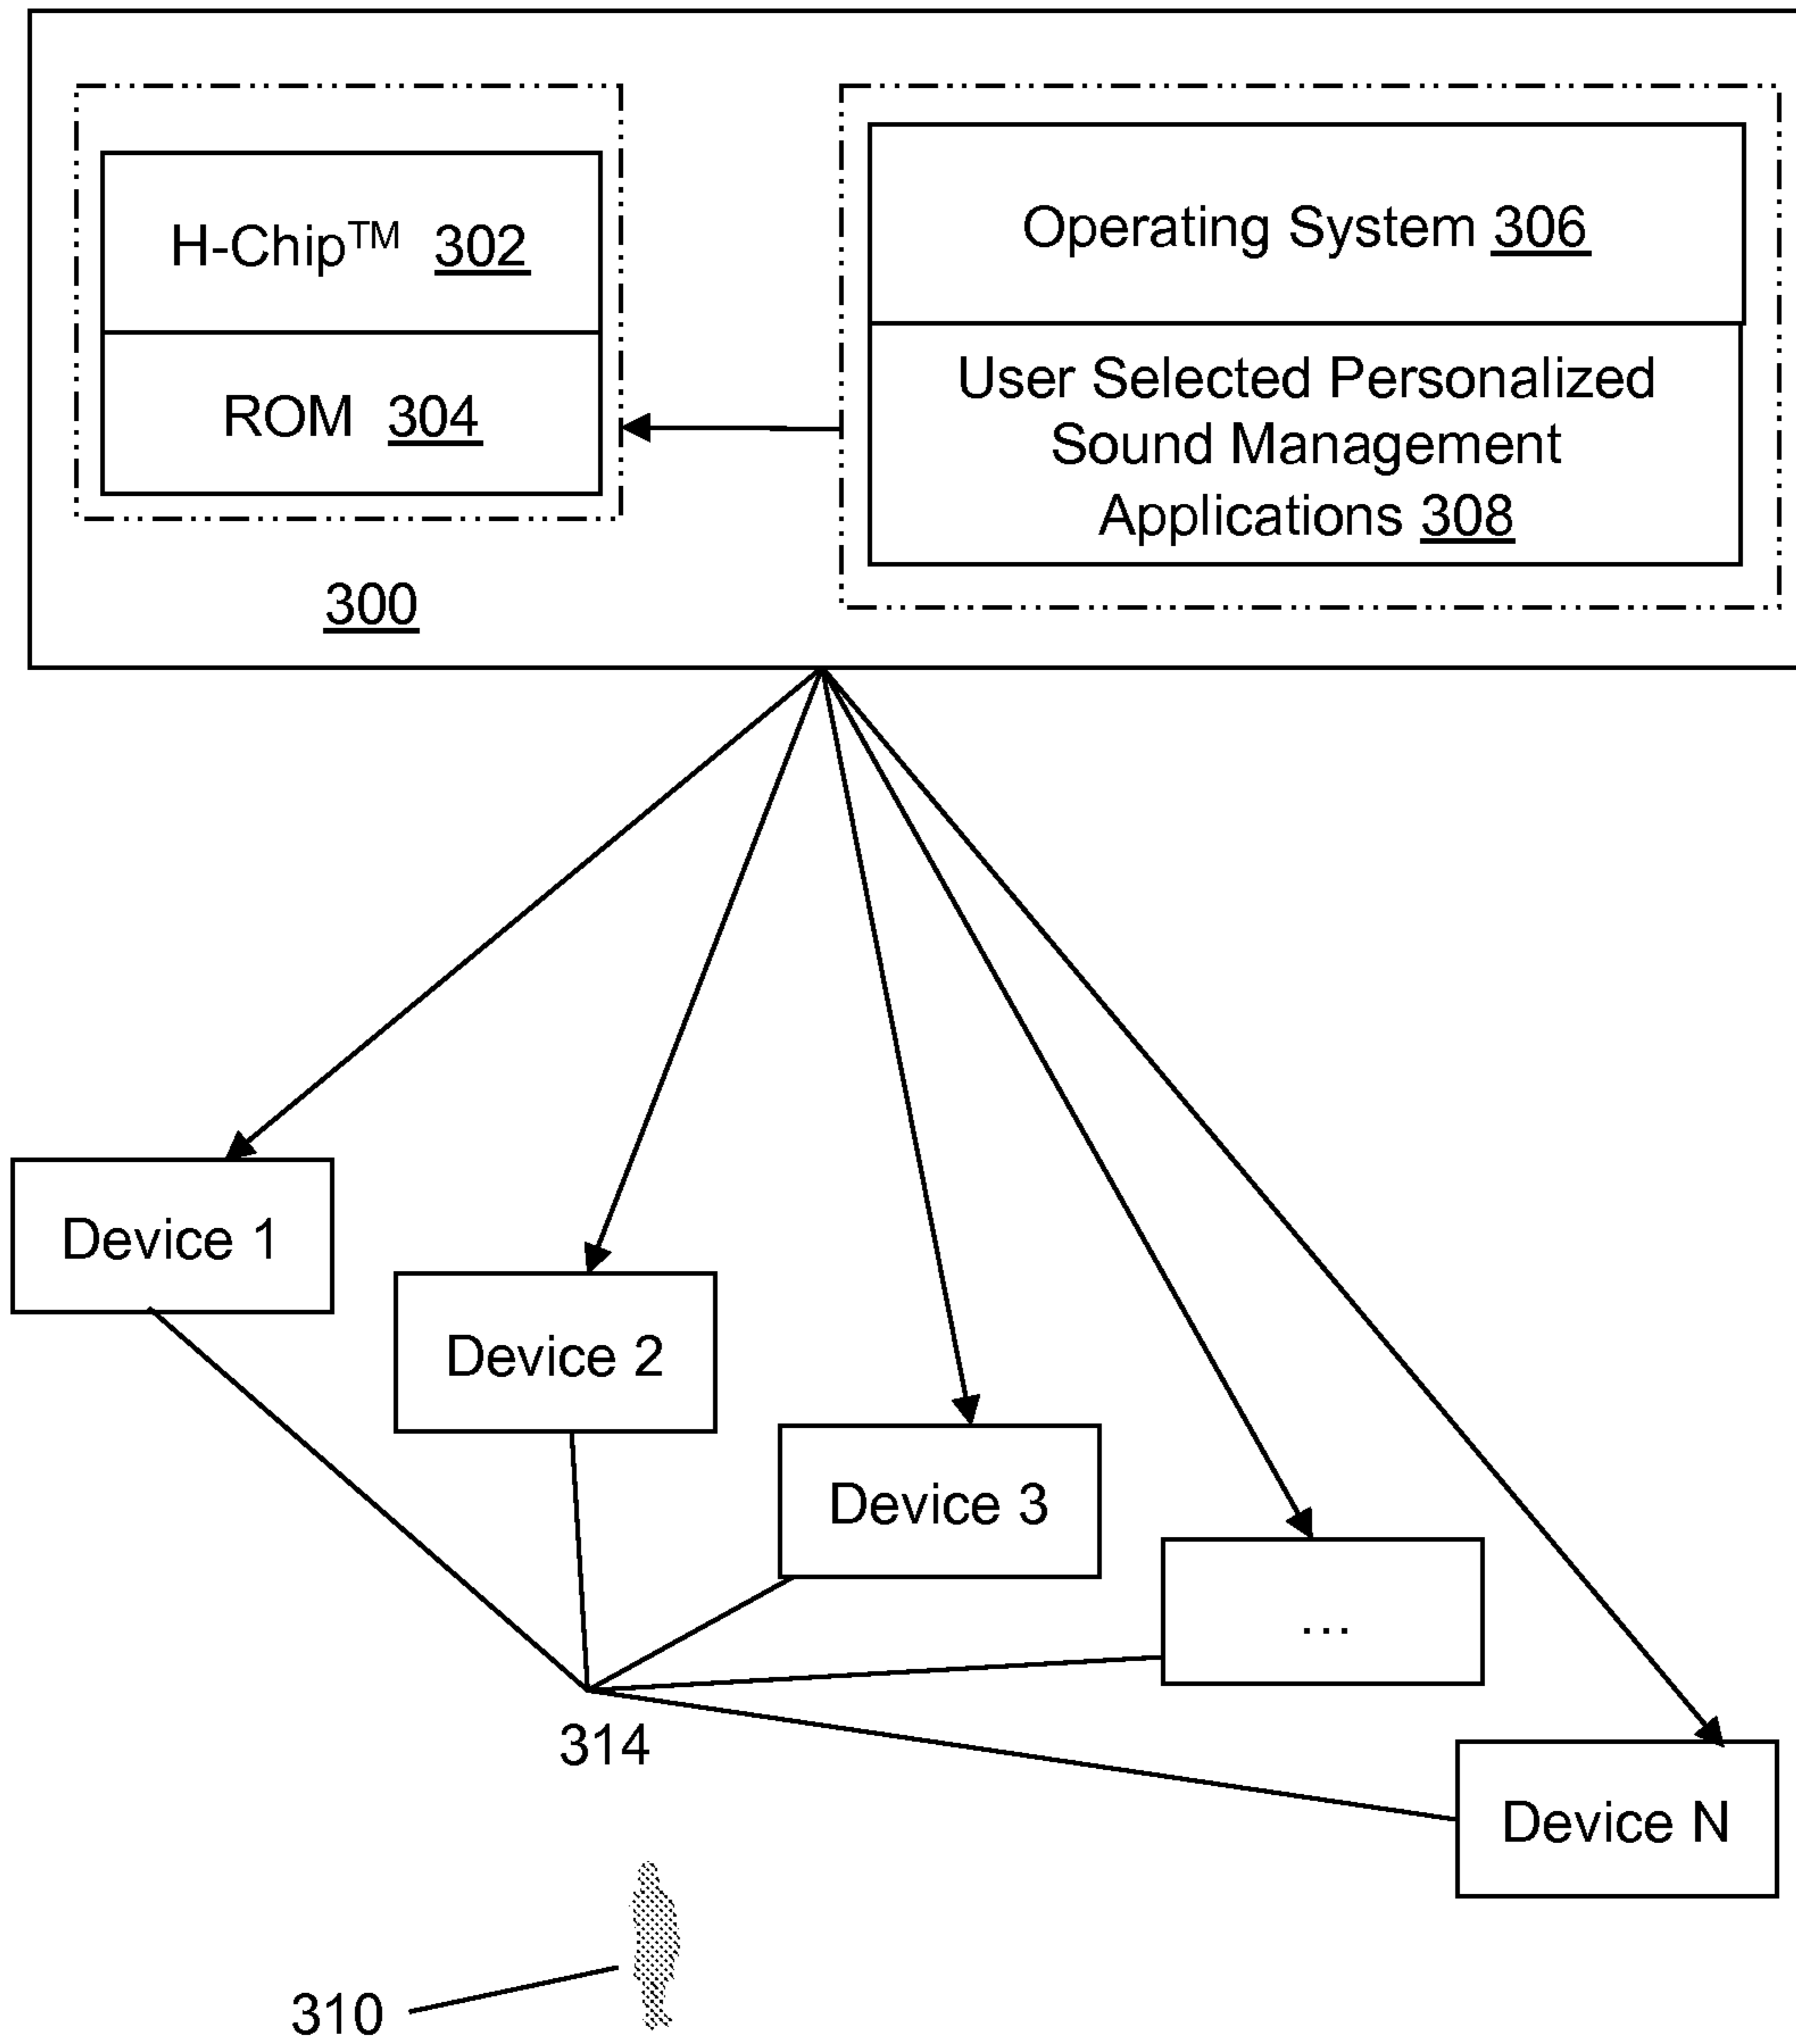 H-Chip™ 302
ROM 304
300
Operating System 306
User Selected Personalized
Sound Management
Applications 308
Device 1
Device 2
Device 3
...
Device N
314
310